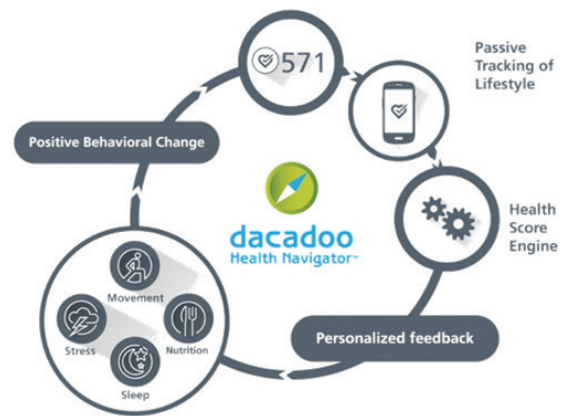 571
Passive
Tracking of
Lifestyle
Positive Behavioral Change
Health
Score
Engine
dacadoo
Health Navigator™
Movement
Stress
Nutrition
Sleep
Personalized feedback